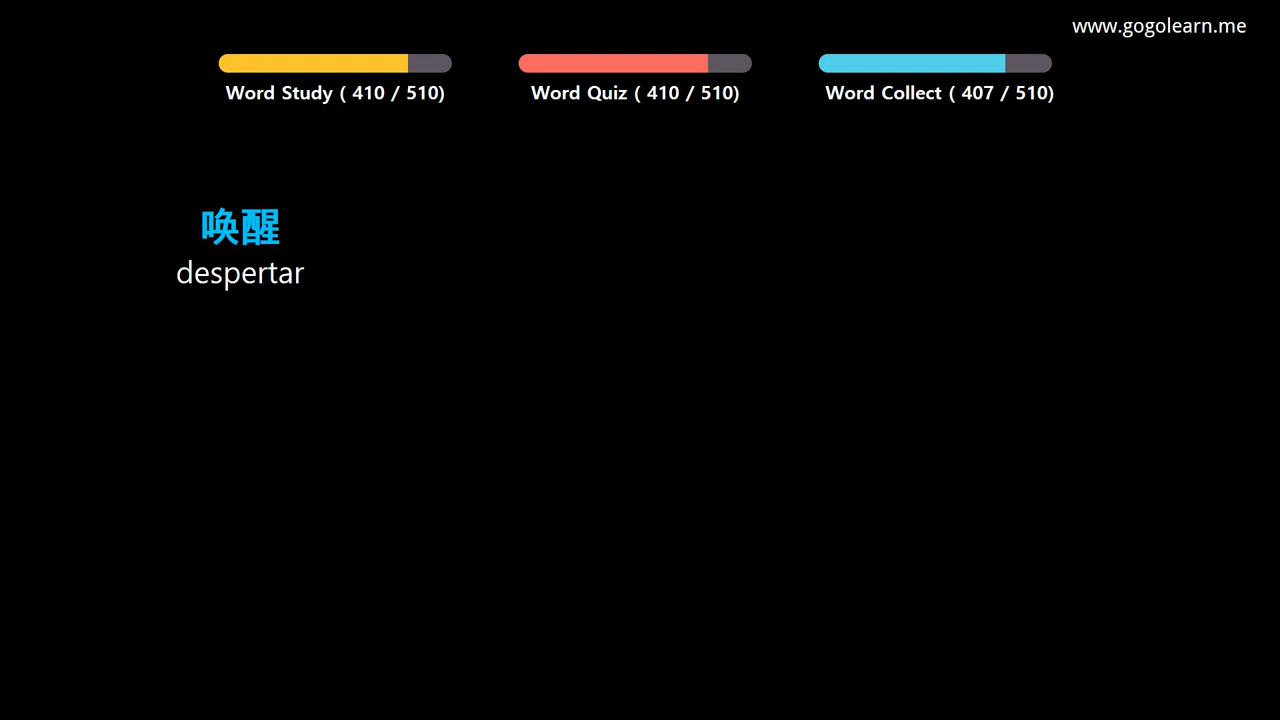 www.gogolearn.me
Word Study ( 410 / 510)
Word Quiz ( 410 / 510)
Word Collect ( 407 / 510)
唤醒
despertar